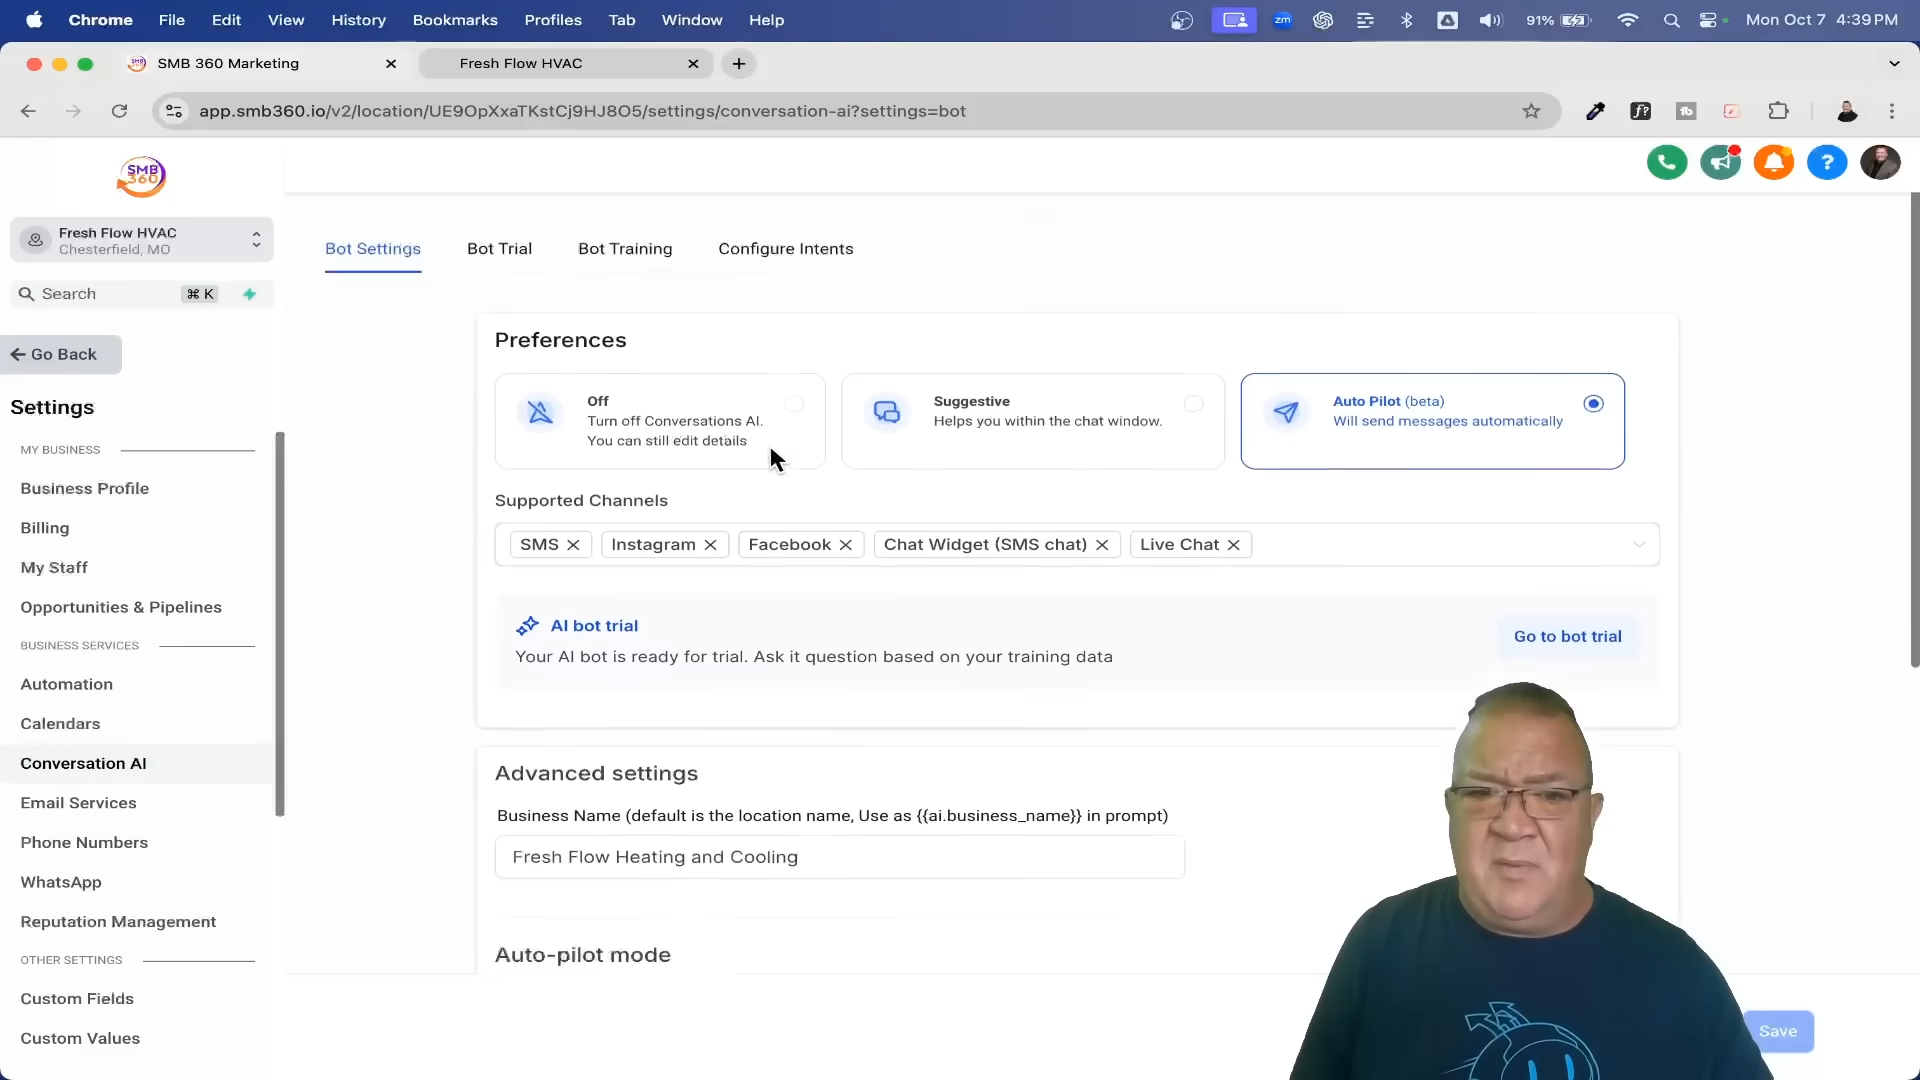 Chrome File Edit View History Bookmarks Profiles Tab Window Help zm 91% Mon Oct 7 4:39 PM
SMB 360 Marketing
Fresh Flow HVAC
app.smb360.io/v2/location/UE9OpXxaTKstCj9HJ8O5/settings/conversation-ai?settings=bot
f?
tb
SMB
360
?
Fresh Flow HVAC
Chesterfield, MO
Search ⌘ K
Go Back
Settings
MY BUSINESS
Business Profile
Billing
My Staff
Opportunities & Pipelines
BUSINESS SERVICES
Automation
Calendars
Conversation AI
Email Services
Phone Numbers
WhatsApp
Reputation Management
OTHER SETTINGS
Custom Fields
Custom Values
Bot Settings Bot Trial Bot Training Configure Intents
Preferences
Off
Turn off Conversations AI.
You can still edit details
Suggestive
Helps you within the chat window.
Auto Pilot (beta)
Will send messages automatically
Supported Channels
SMS Instagram Facebook Chat Widget (SMS chat) Live Chat
AI bot trial
Your AI bot is ready for trial. Ask it question based on your training data
Go to bot trial
Advanced settings
Business Name (default is the location name, Use as {{ai.business_name}} in prompt)
Fresh Flow Heating and Cooling
Auto-pilot mode
Save